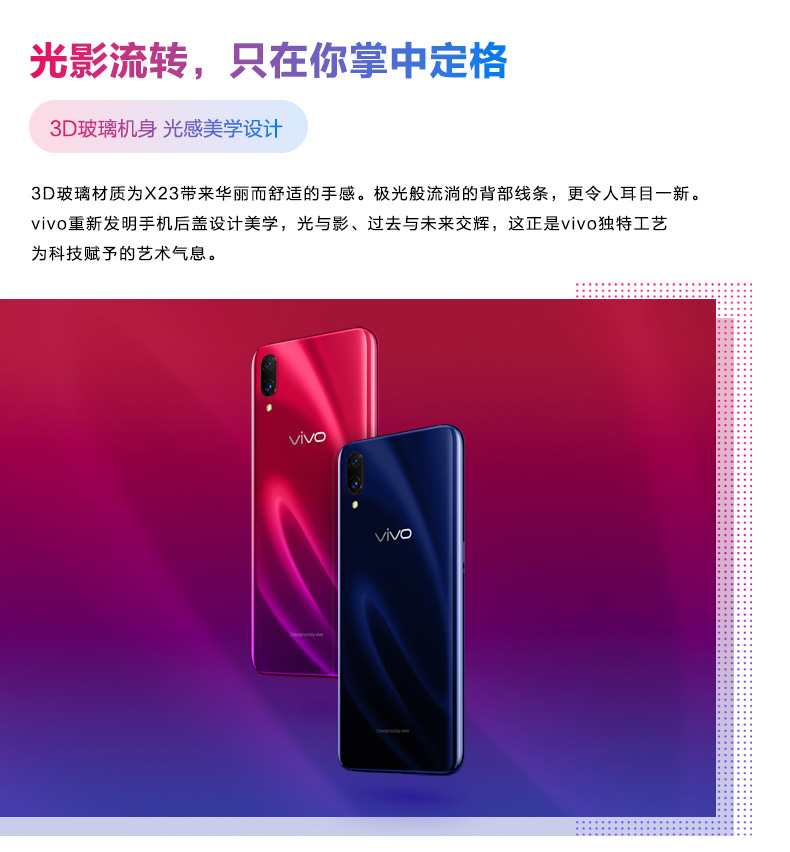 光影流转，只在你掌中定格
3D玻璃机身 光感美学设计
3D玻璃材质为X23带来华丽而舒适的手感。极光般流淌的背部线条，更令人耳目一新。
vivo重新发明手机后盖设计美学，光与影、过去与未来交辉，这正是vivo独特工艺
为科技赋予的艺术气息。
vivo
vivo
Designed by vivo
Designed by vivo